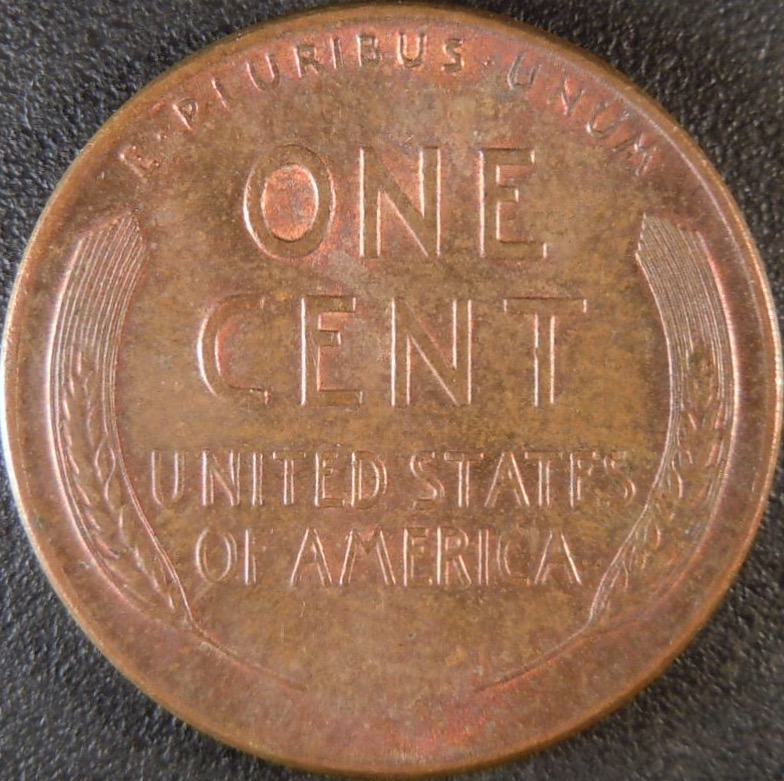 E·PLURIBUS·UNUM
ONE
CENT
UNITED STATES
OF AMERICA